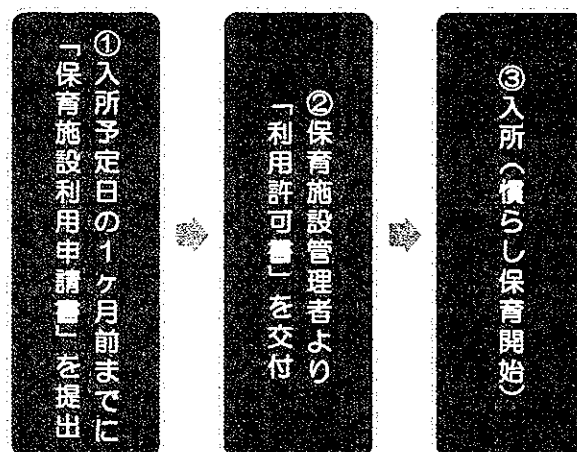 ①入所予定日の1ヶ月前までに
「保育施設利用申請書」を提出
②保育施設管理者より
「利用許可書」を交付
③入所（慣らし保育開始）